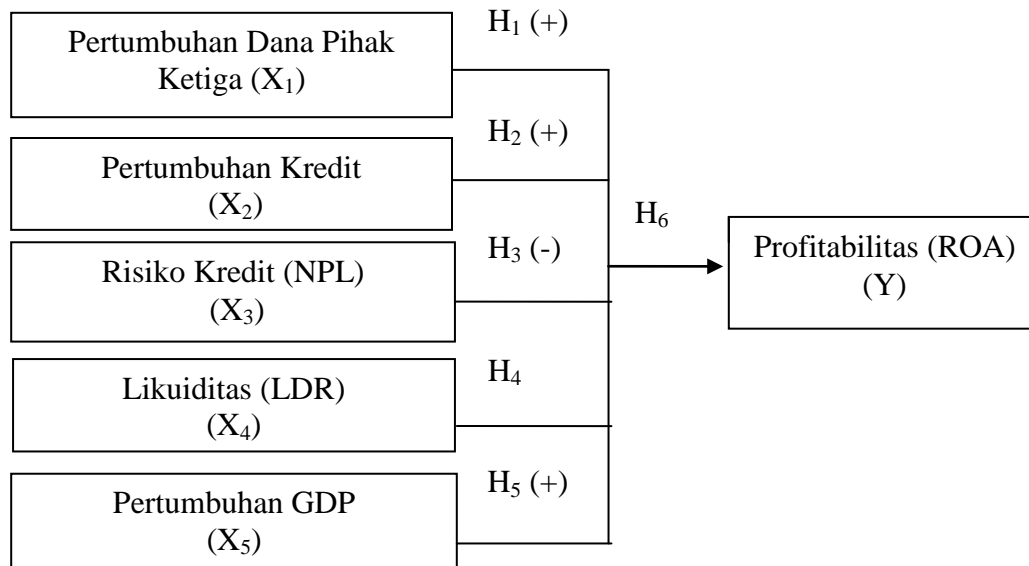 H₁ (+)
Pertumbuhan Dana Pihak
Ketiga (X₁)
H₂ (+)
Pertumbuhan Kredit
(X₂)
H₆
H₃ (-)
Profitabilitas (ROA)
(Y)
Risiko Kredit (NPL)
(X₃)
H₄
Likuiditas (LDR)
(X₄)
H₅ (+)
Pertumbuhan GDP
(X₅)